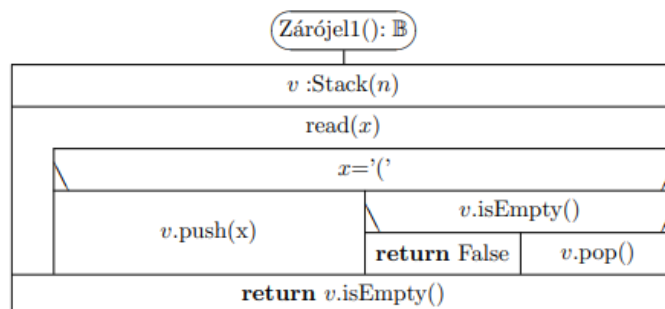 Zárójel1(): 𝔹
v :Stack(n)
read(x)
x='('
v.push(x)
v.isEmpty()
return False
v.pop()
return v.isEmpty()